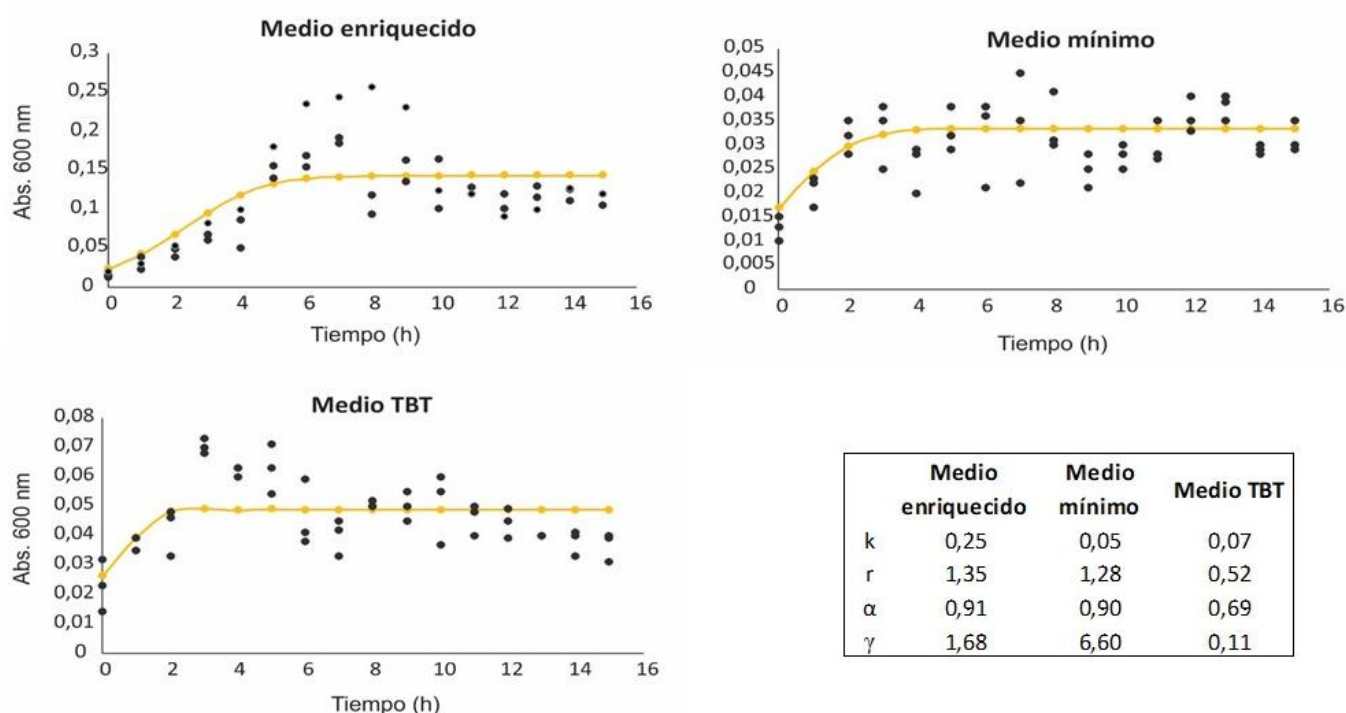 Medio enriquecido
0,3
0,25
0,2
0,15
0,1
0,05
0
Abs. 600 nm
0 2 4 6 8 10 12 14 16
Tiempo (h)
Medio mínimo
0,05
0,045
0,04
0,035
0,03
0,025
0,02
0,015
0,01
0,005
0
0 2 4 6 8 10 12 14 16
Tiempo (h)
Medio TBT
0,08
0,07
0,06
0,05
0,04
0,03
0,02
0,01
0
Abs. 600 nm
0 2 4 6 8 10 12 14 16
Tiempo (h)
Medio Medio Medio TBT
enriquecido mínimo
k 0,25 0,05 0,07
r 1,35 1,28 0,52
α 0,91 0,90 0,69
γ 1,68 6,60 0,11